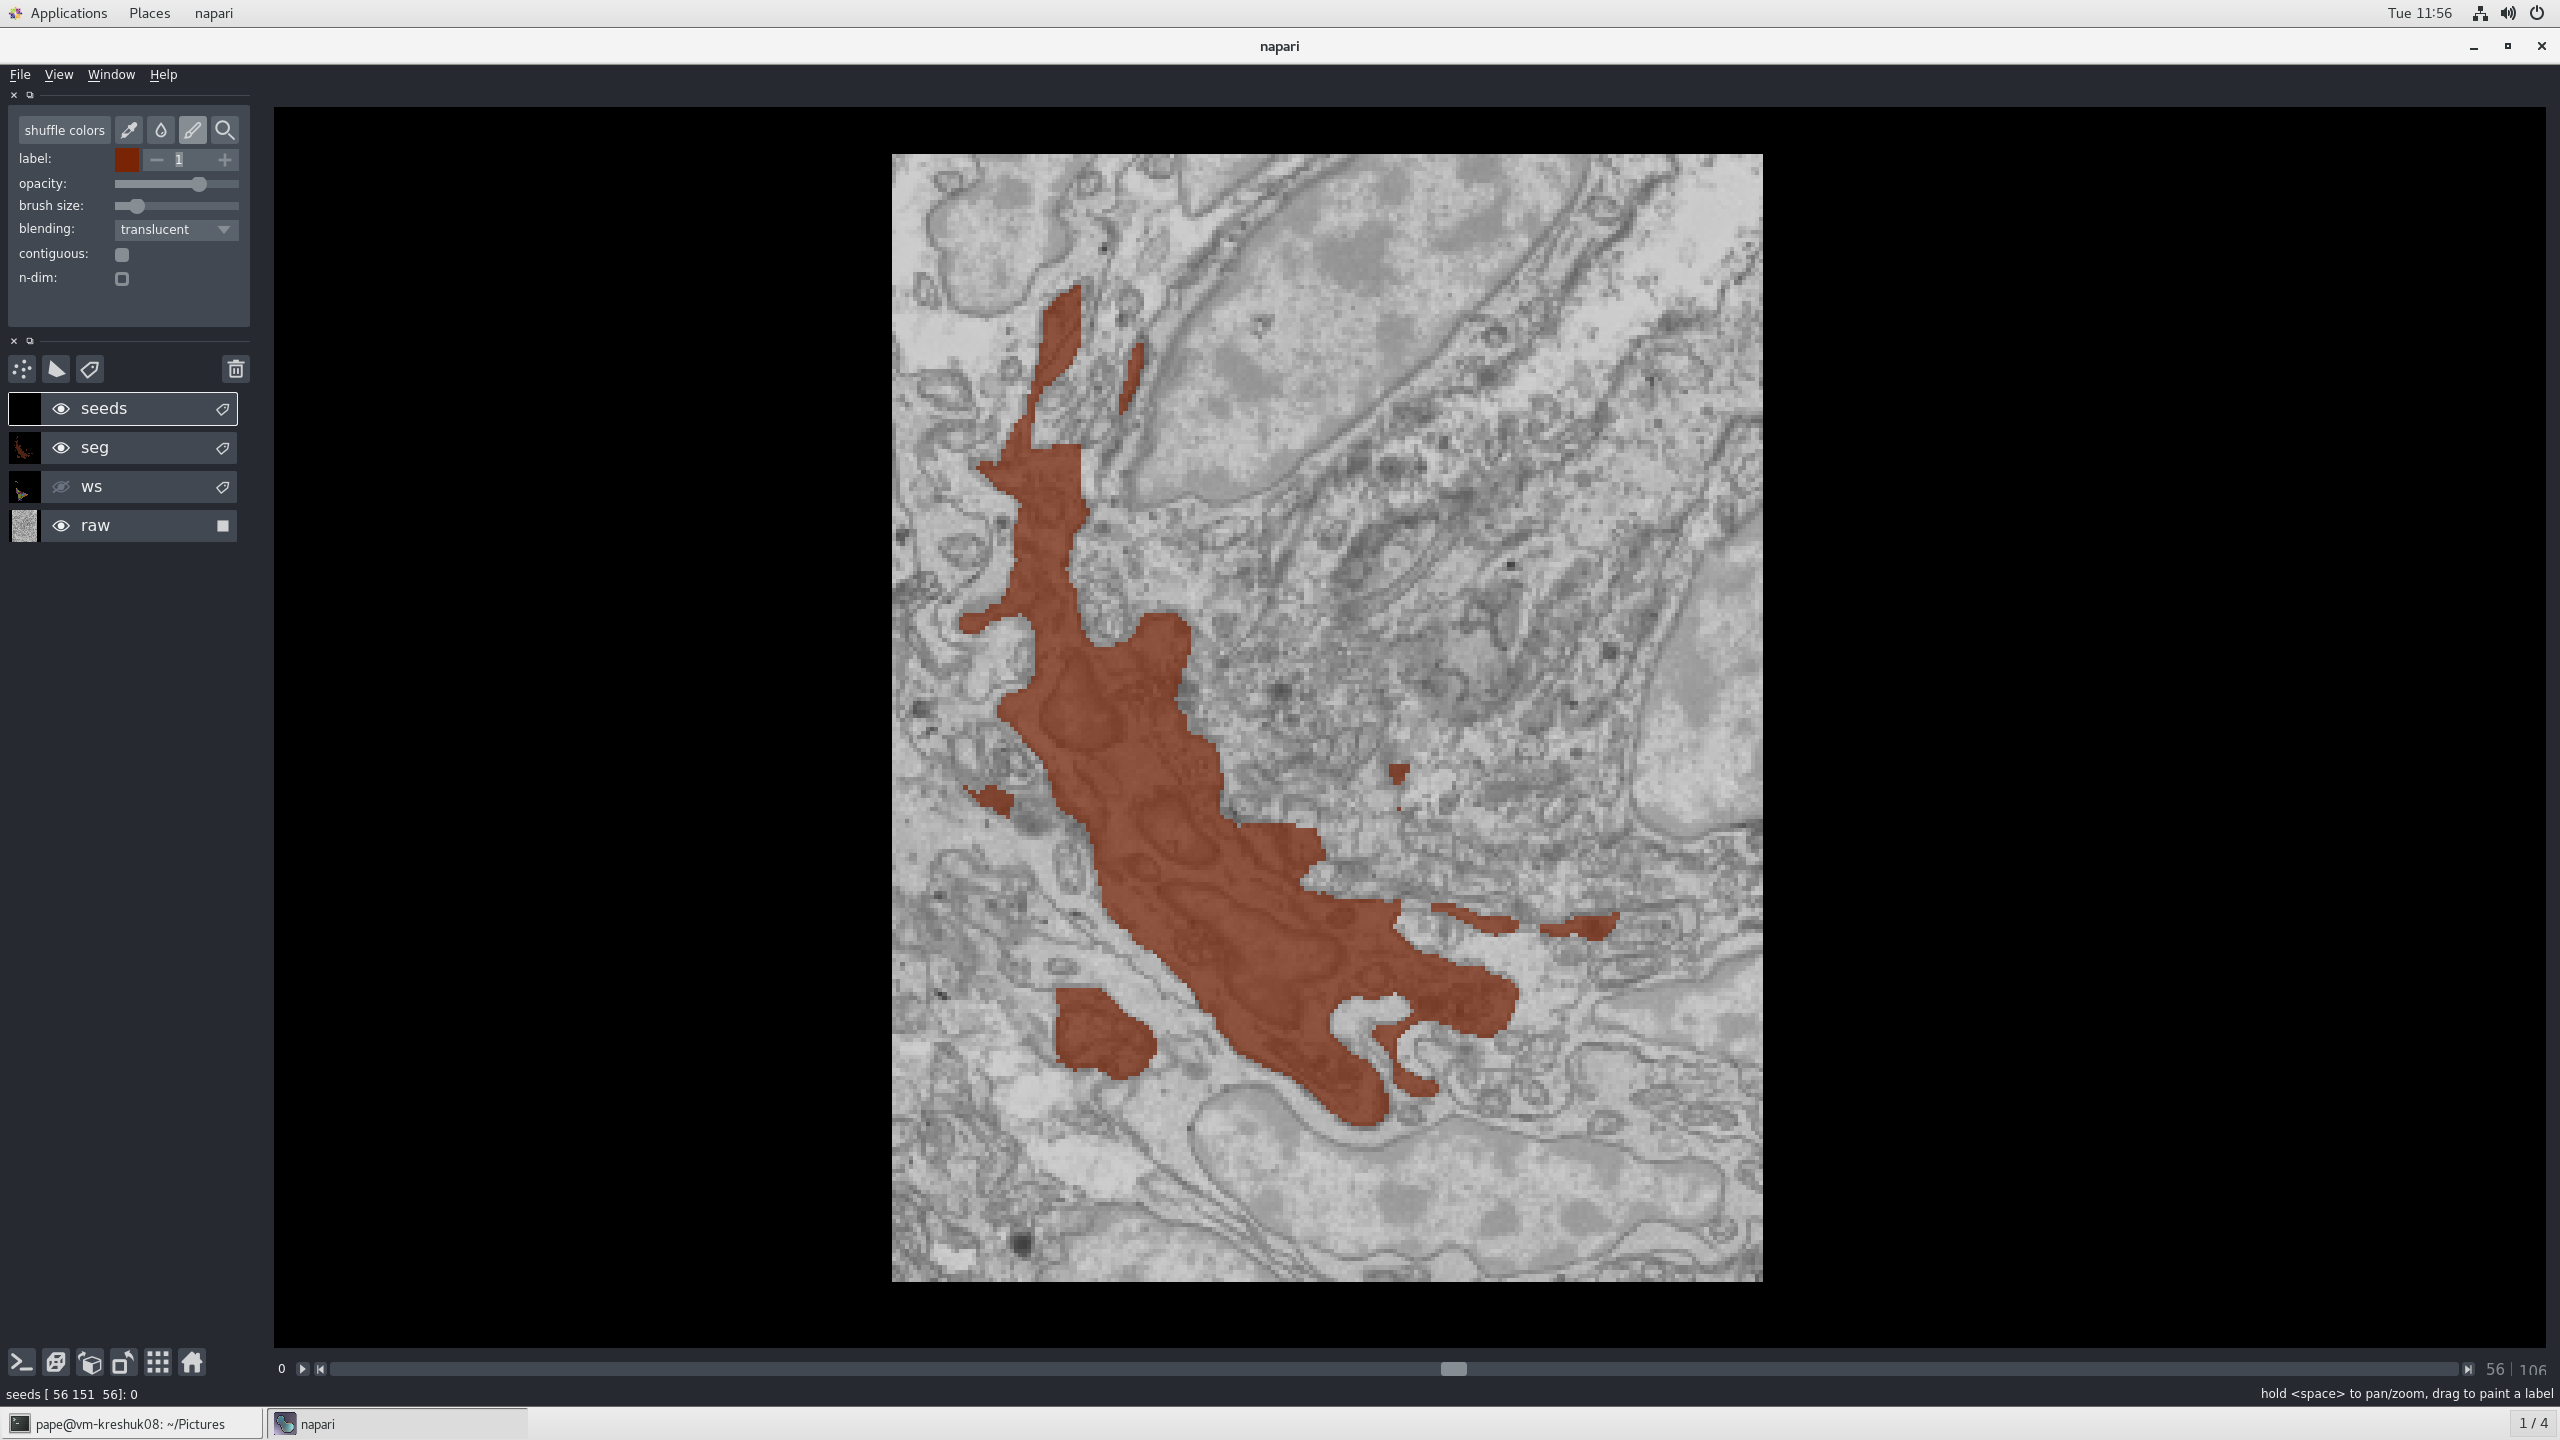 Applications Places napari Tue 11:56
napari
File View Window Help
shuffle colors
label: 1
opacity:
brush size:
blending: translucent
contiguous:
n-dim:
seeds
seg
ws
raw
0 56 | 106
seeds [ 56 151  56]: 0 hold <space> to pan/zoom, drag to paint a label
pape@vm-kreshuk08: ~/Pictures napari 1 / 4